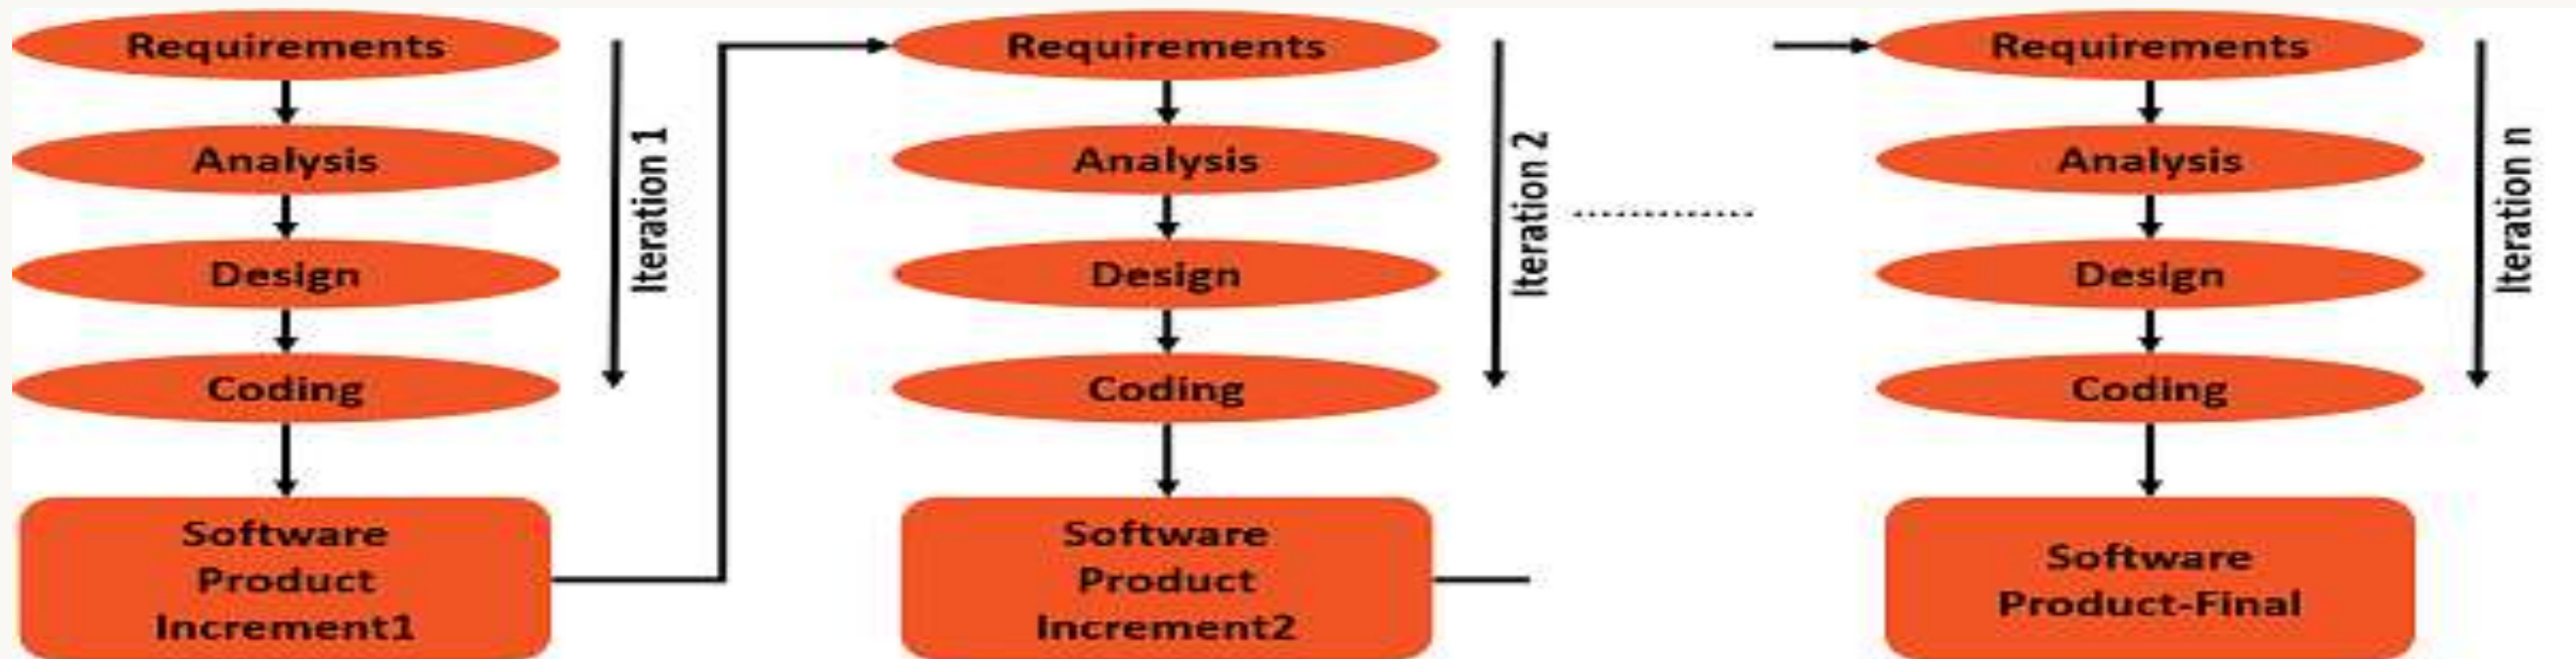 Requirements
Analysis
Design
Coding
Software
Product
Increment1
Iteration 1
Requirements
Analysis
Design
Coding
Software
Product
Increment2
Iteration 2
Requirements
Analysis
Design
Coding
Software
Product-Final
Iteration n